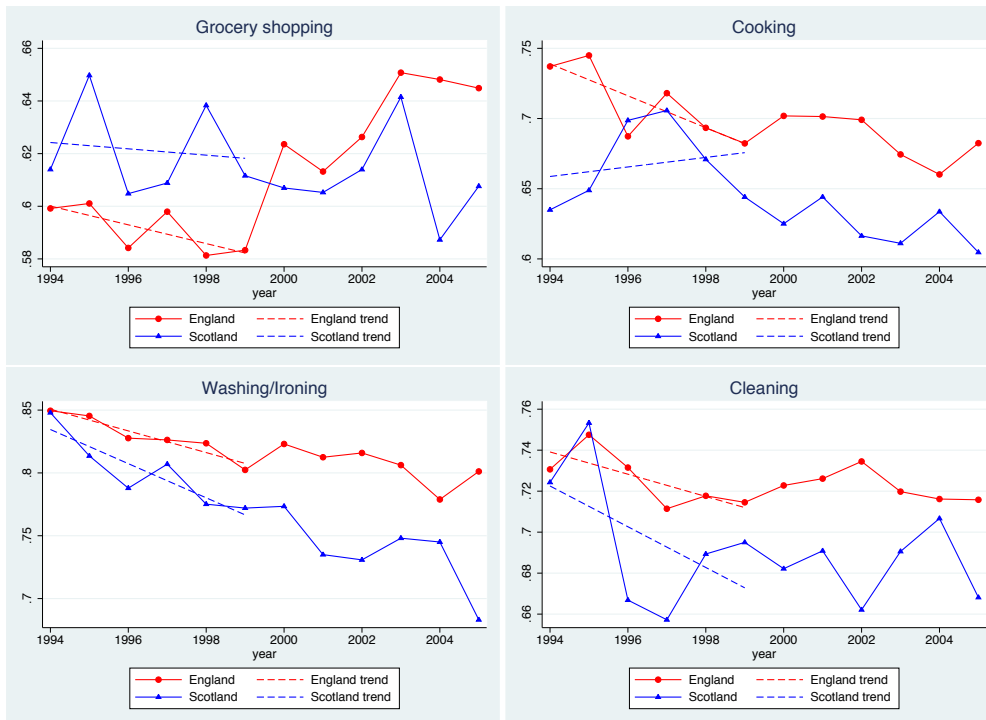 Grocery shopping
.66
.64
.62
.6
.58
1994 1996 1998 2000 2002 2004
year
England England trend
Scotland Scotland trend
Cooking
.75
.7
.65
.6
1994 1996 1998 2000 2002 2004
year
England England trend
Scotland Scotland trend
Washing/Ironing
.85
.8
.75
.7
1994 1996 1998 2000 2002 2004
year
England England trend
Scotland Scotland trend
Cleaning
.76
.74
.72
.7
.68
.66
1994 1996 1998 2000 2002 2004
year
England England trend
Scotland Scotland trend